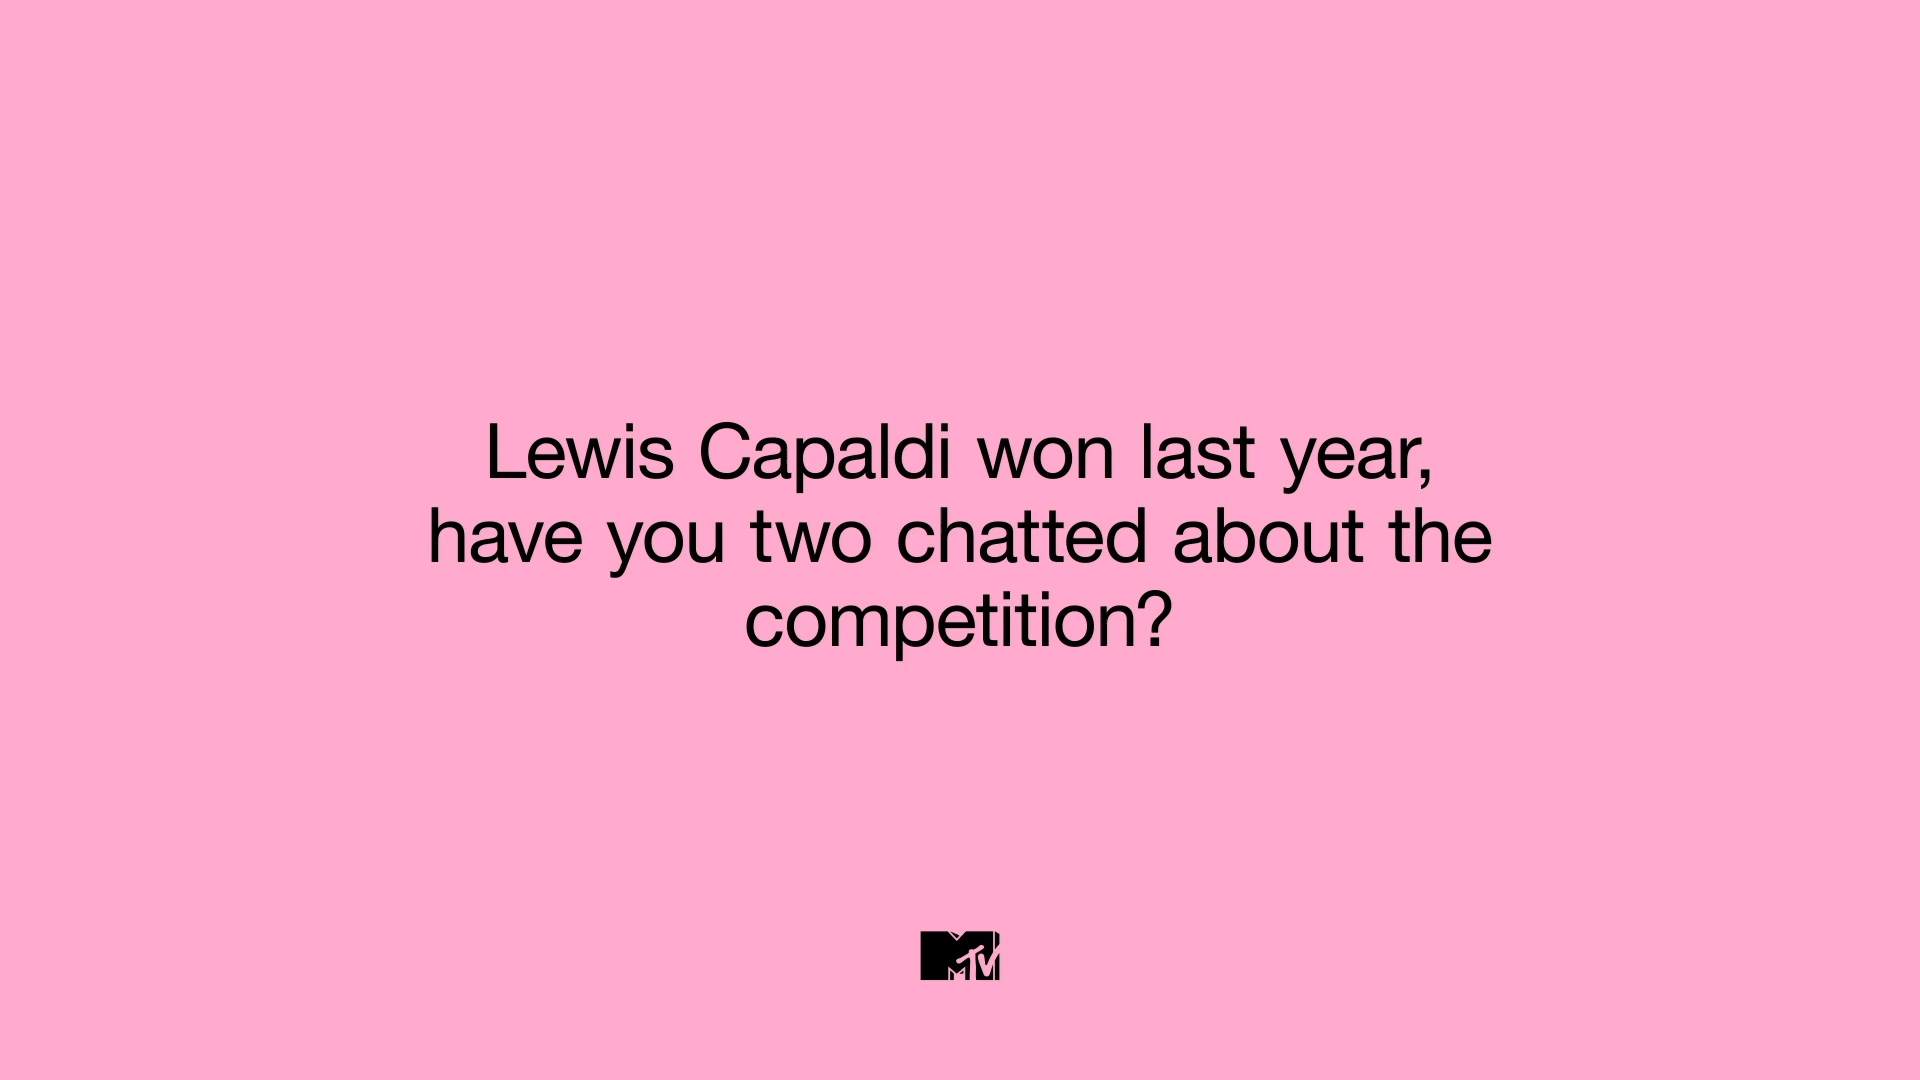 Lewis Capaldi won last year,
have you two chatted about the
competition?
MTV